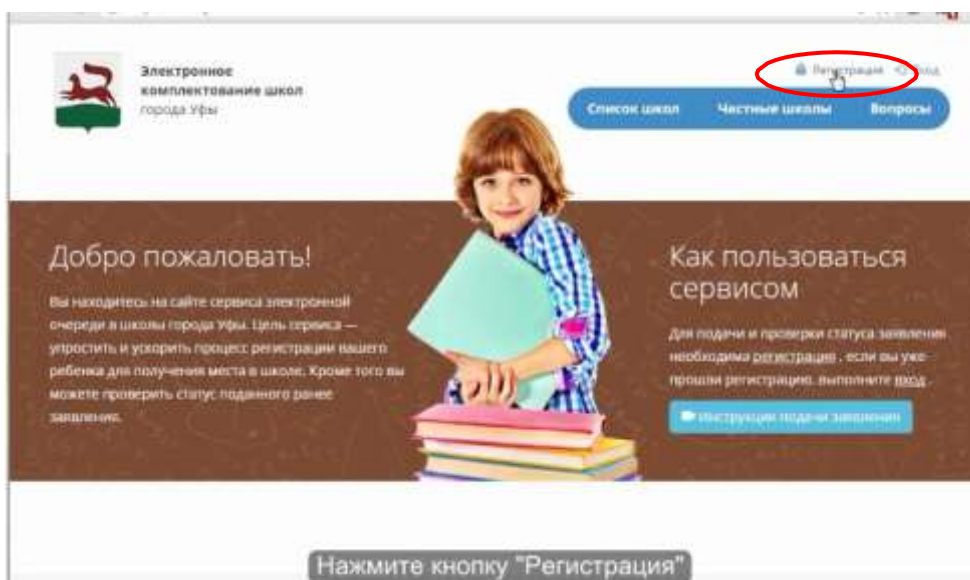 Электронное
комплектование школ
города Уфы
Регистрация Вход
Список школ Частные школы Вопросы
Добро пожаловать!
Вы находитесь на сайте сервиса электронной
очереди в школы города Уфы. Цель сервиса —
упростить и ускорить процесс регистрации вашего
ребенка для получения места в школе. Кроме того вы
можете проверить статус поданного ранее
заявления.
Как пользоваться
сервисом
Для подачи и проверки статуса заявления
необходима регистрация , если вы уже
прошли регистрацию, выполните вход .
Инструкция подачи заявления
Нажмите кнопку "Регистрация"